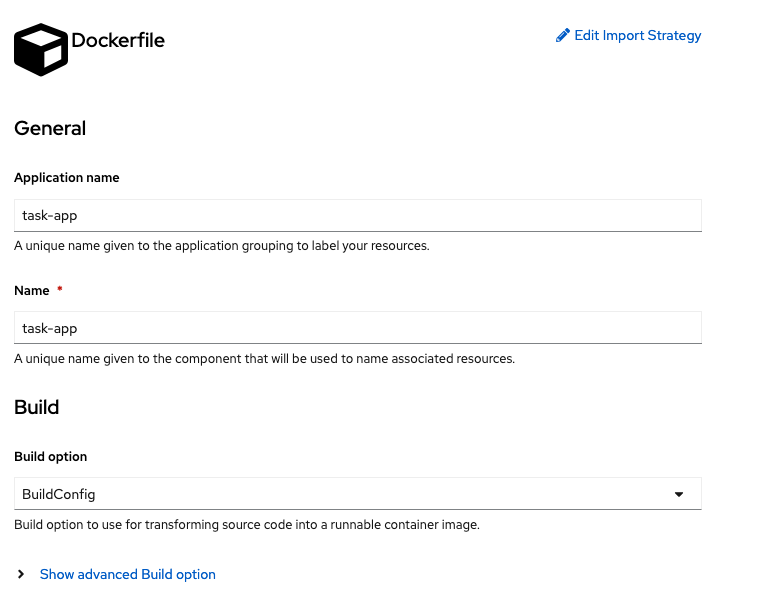 Dockerfile
Edit Import Strategy
General
Application name
task-app
A unique name given to the application grouping to label your resources.
Name *
task-app
A unique name given to the component that will be used to name associated resources.
Build
Build option
BuildConfig
Build option to use for transforming source code into a runnable container image.
Show advanced Build option